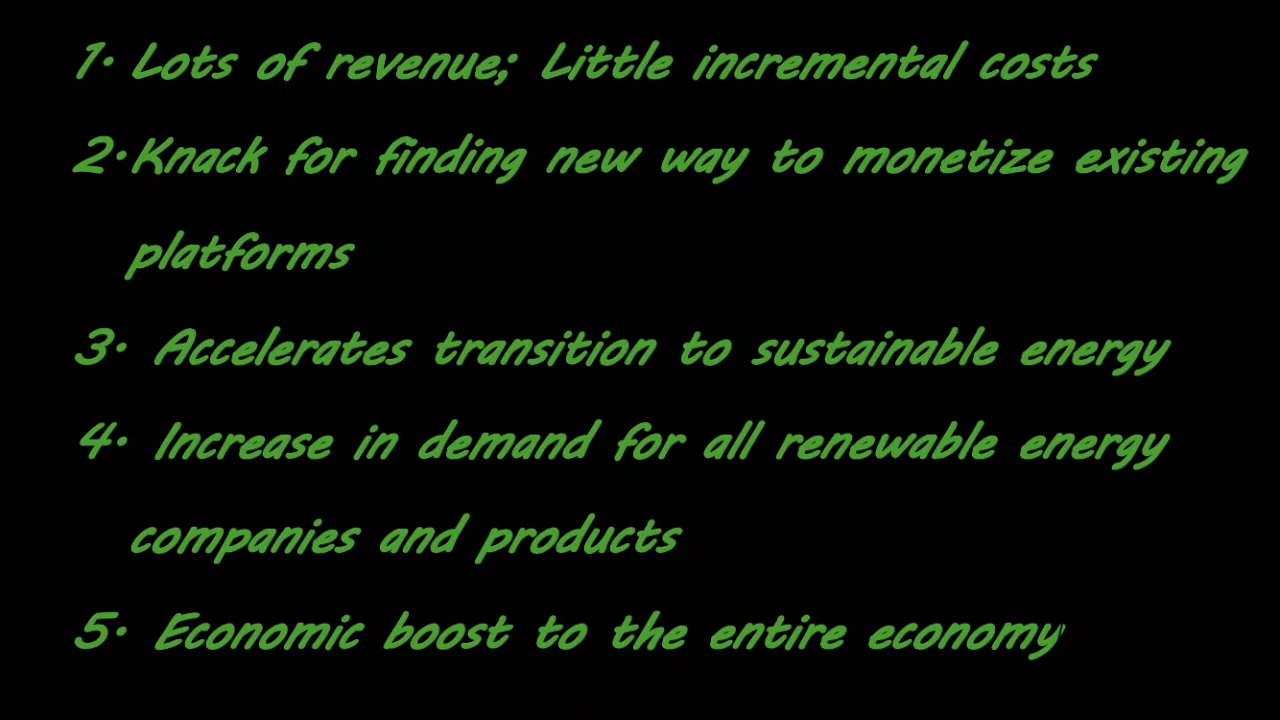 1. Lots of revenue; Little incremental costs
2. Knack for finding new way to monetize existing
platforms
3. Accelerates transition to sustainable energy
4. Increase in demand for all renewable energy
companies and products
5. Economic boost to the entire economy